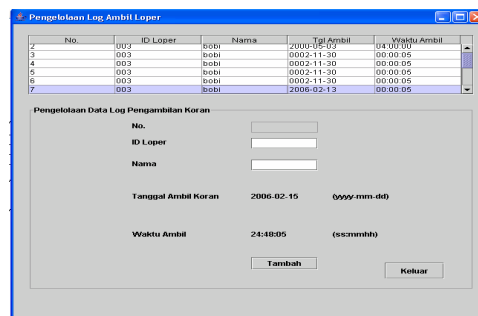 Pengelolaan Log Ambil Loper
No. ID Loper Nama Tgl Ambil Waktu Ambil
2 003 bobi 2000-05-03 04:00:00
3 003 bobi 0002-11-30 00:00:05
4 003 bobi 0002-11-30 00:00:05
5 003 bobi 0002-11-30 00:00:05
6 003 bobi 0002-11-30 00:00:05
7 003 bobi 2006-02-13 00:00:05
Pengelolaan Data Log Pengambilan Koran
No.
ID Loper
Nama
Tanggal Ambil Koran 2006-02-15 (yyyy-mm-dd)
Waktu Ambil 24:48:05 (ss:mmhh)
Tambah
Keluar